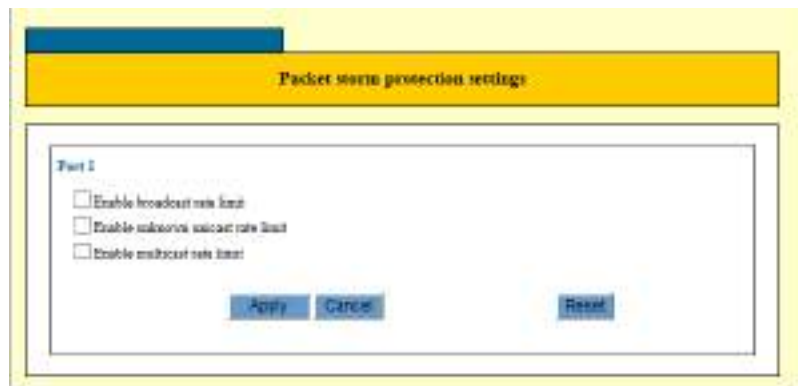 Packet storm protection settings
Port 1
Enable broadcast rate limit
Enable unknown unicast rate limit
Enable multicast rate limit
Apply Cancel Reset